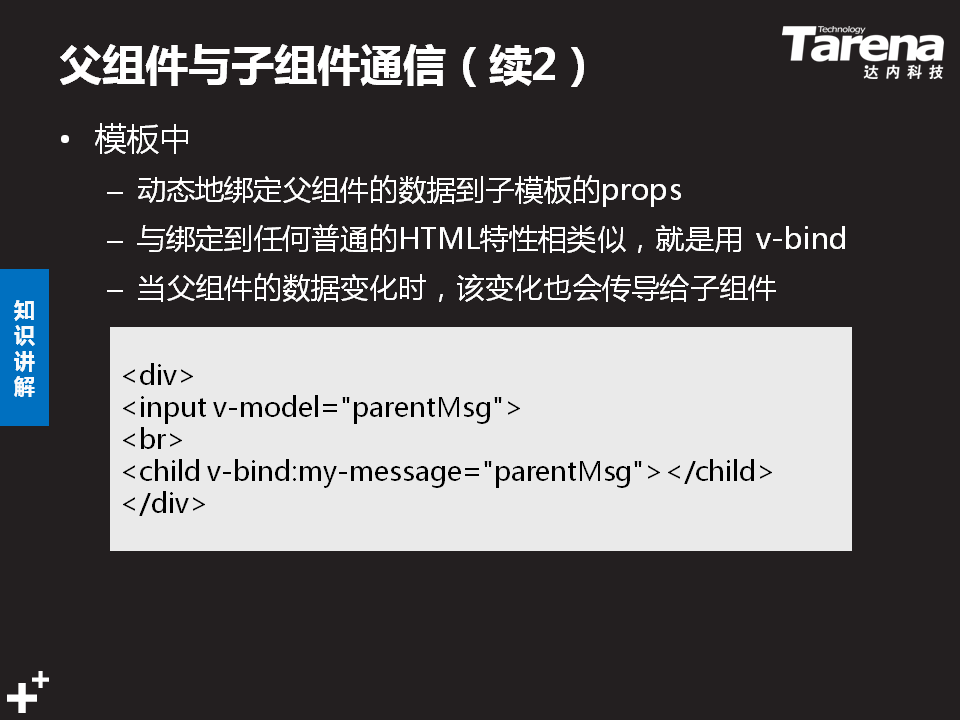 父组件与子组件通信（续2）
Technology
Tarena
达内科技
• 模板中
– 动态地绑定父组件的数据到子模板的props
– 与绑定到任何普通的HTML特性相类似，就是用 v-bind
– 当父组件的数据变化时，该变化也会传导给子组件
知识讲解
<div>
<input v-model="parentMsg">
<br>
<child v-bind:my-message="parentMsg"></child>
</div>